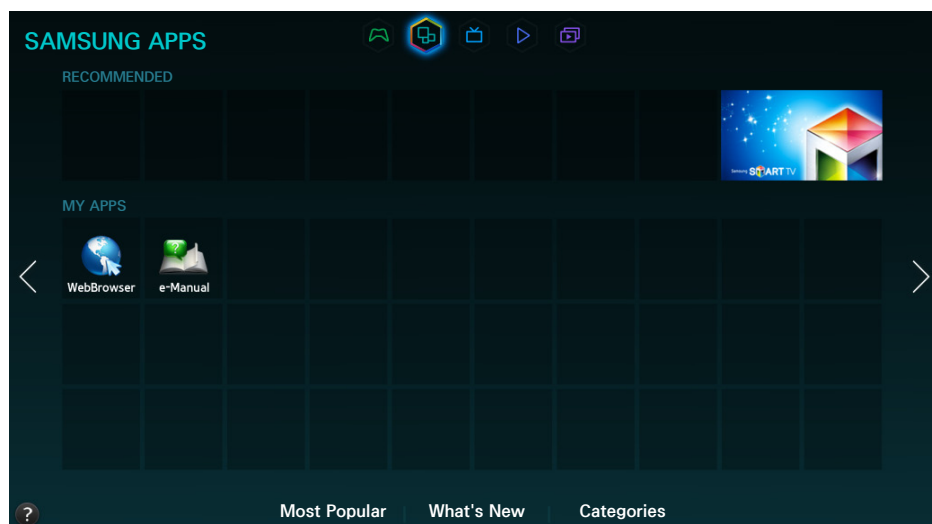 SAMSUNG APPS
RECOMMENDED
Samsung SMART TV
MY APPS
WebBrowser e-Manual
?
Most Popular What's New Categories